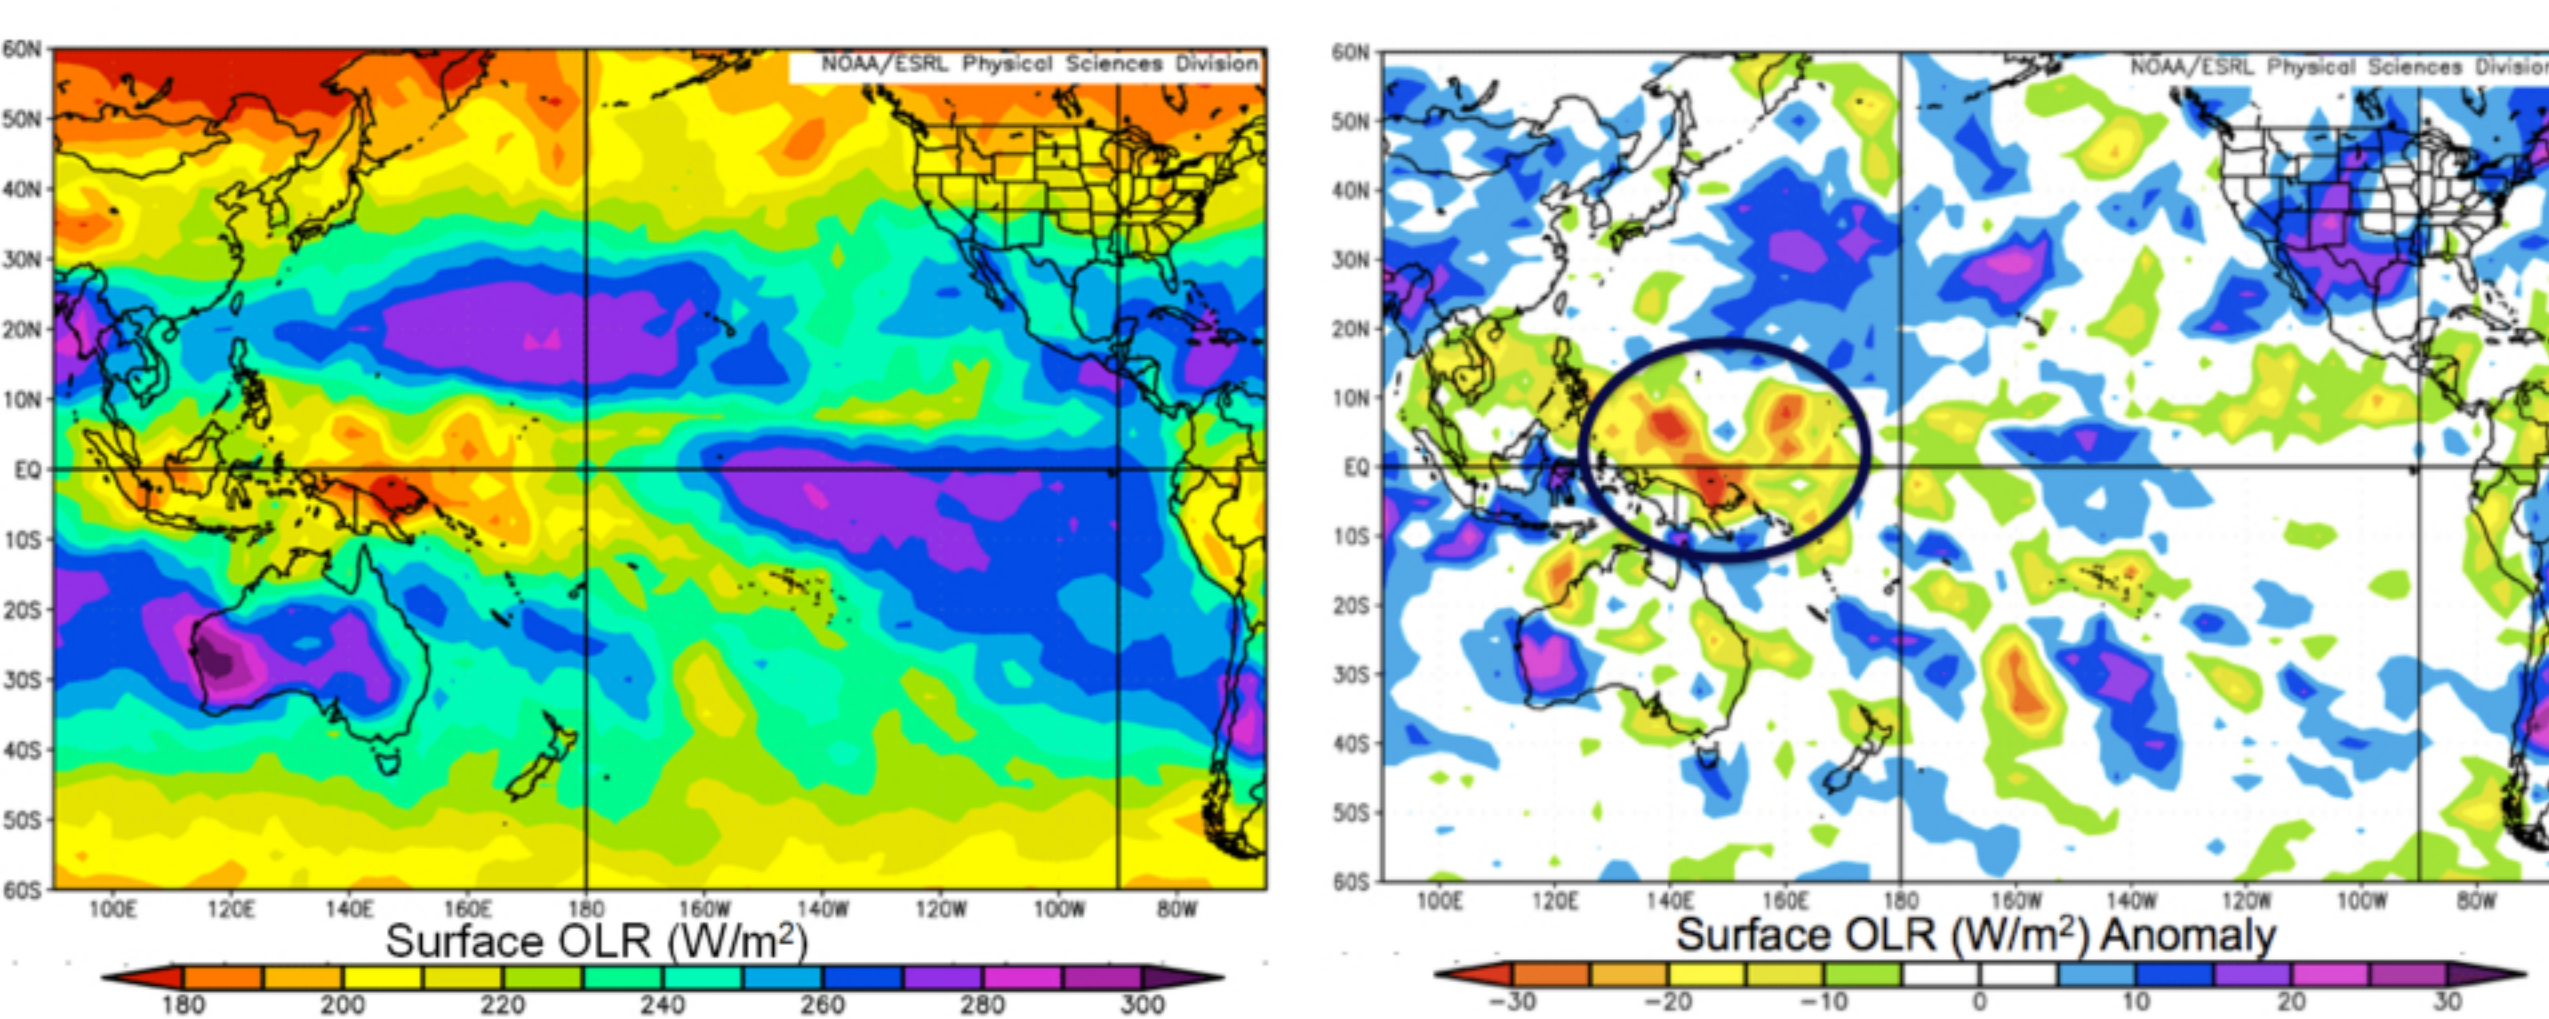 NOAA/ESRL Physical Sciences Division
60N
50N
40N
30N
20N
10N
EQ
10S
20S
30S
40S
50S
60S
100E 120E 140E 160E 180 160W 140W 120W 100W 80W
Surface OLR (W/m²)
180 200 220 240 260 280 300
NOAA/ESRL Physical Sciences Division
60N
50N
40N
30N
20N
10N
EQ
10S
20S
30S
40S
50S
60S
100E 120E 140E 160E 180 160W 140W 120W 100W 80W
Surface OLR (W/m²) Anomaly
−30 −20 −10 0 10 20 30